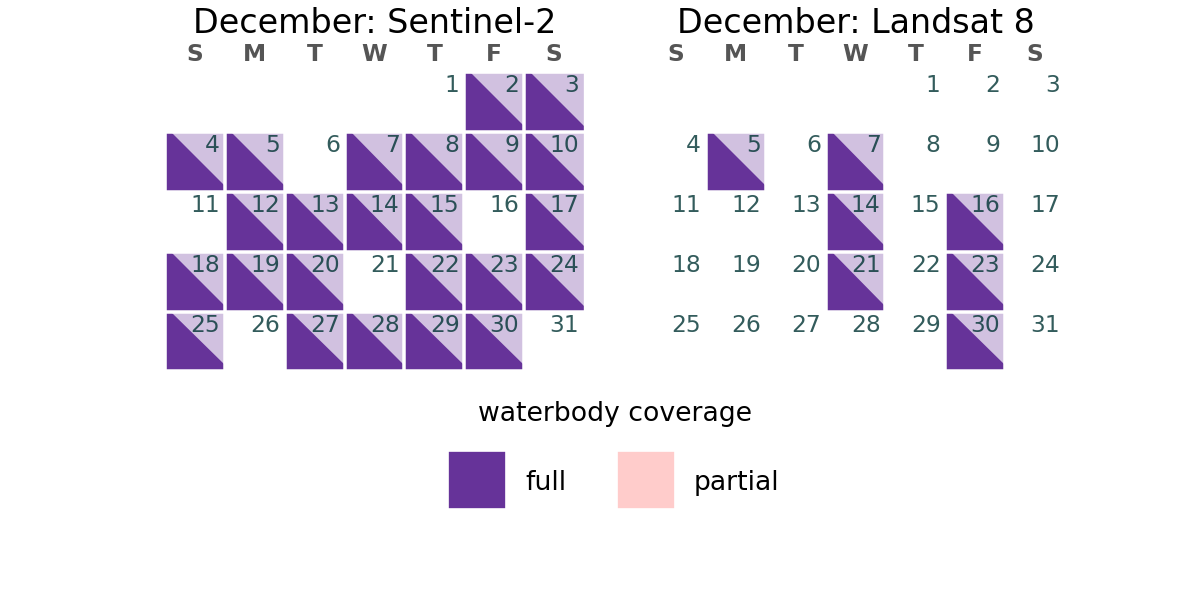 December: Sentinel-2
S M T W T F S
1 2 3
4 5 6 7 8 9 10
11 12 13 14 15 16 17
18 19 20 21 22 23 24
25 26 27 28 29 30 31
December: Landsat 8
S M T W T F S
1 2 3
4 5 6 7 8 9 10
11 12 13 14 15 16 17
18 19 20 21 22 23 24
25 26 27 28 29 30 31
waterbody coverage
full partial